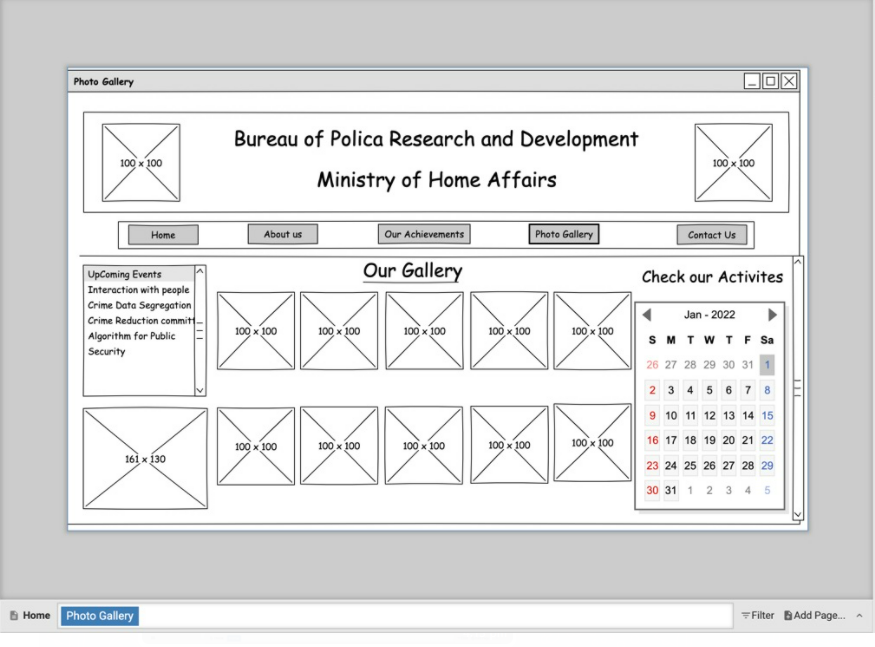 Photo Gallery
Bureau of Polica Research and Development
100 x 100
100 x 100
Ministry of Home Affairs
Home About us Our Achievements Photo Gallery Contact Us
UpComing Events
Interaction with people
Crime Data Segregation
Crime Reduction committ
Algorithm for Public
Security
Our Gallery
100 x 100 100 x 100 100 x 100 100 x 100 100 x 100
161 x 130
100 x 100 100 x 100 100 x 100 100 x 100 100 x 100
Check our Activites
Jan - 2022
S M T W T F Sa
26 27 28 29 30 31 1
2 3 4 5 6 7 8
9 10 11 12 13 14 15
16 17 18 19 20 21 22
23 24 25 26 27 28 29
30 31 1 2 3 4 5
Home Photo Gallery Filter Add Page...